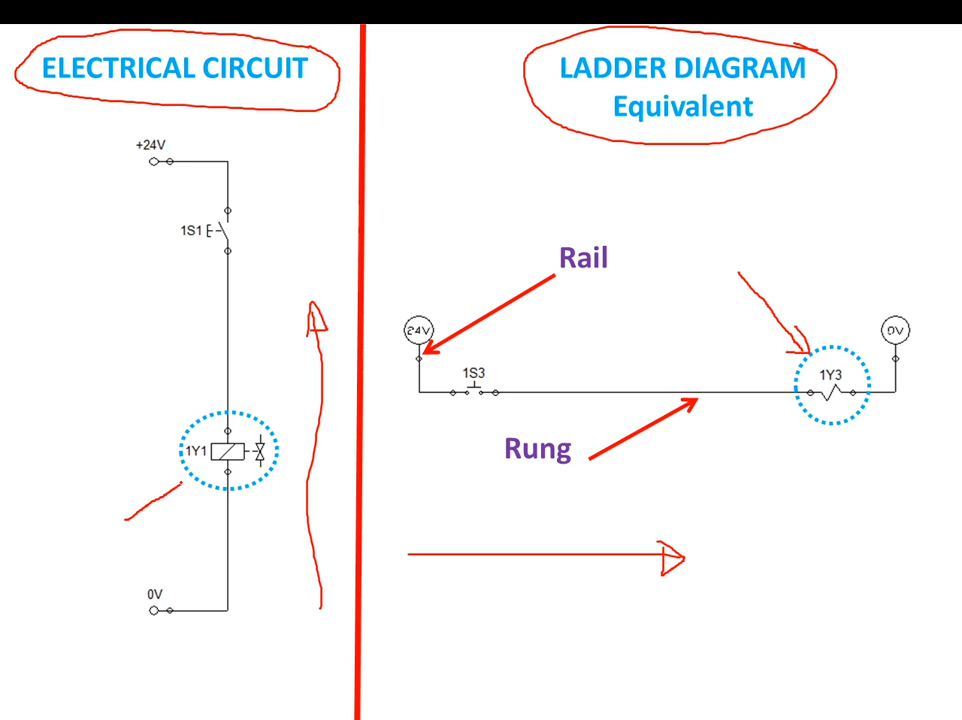 ELECTRICAL CIRCUIT
+24V
1S1
1Y1
0V
LADDER DIAGRAM
Equivalent
Rail
24V
0V
1S3
1Y3
Rung